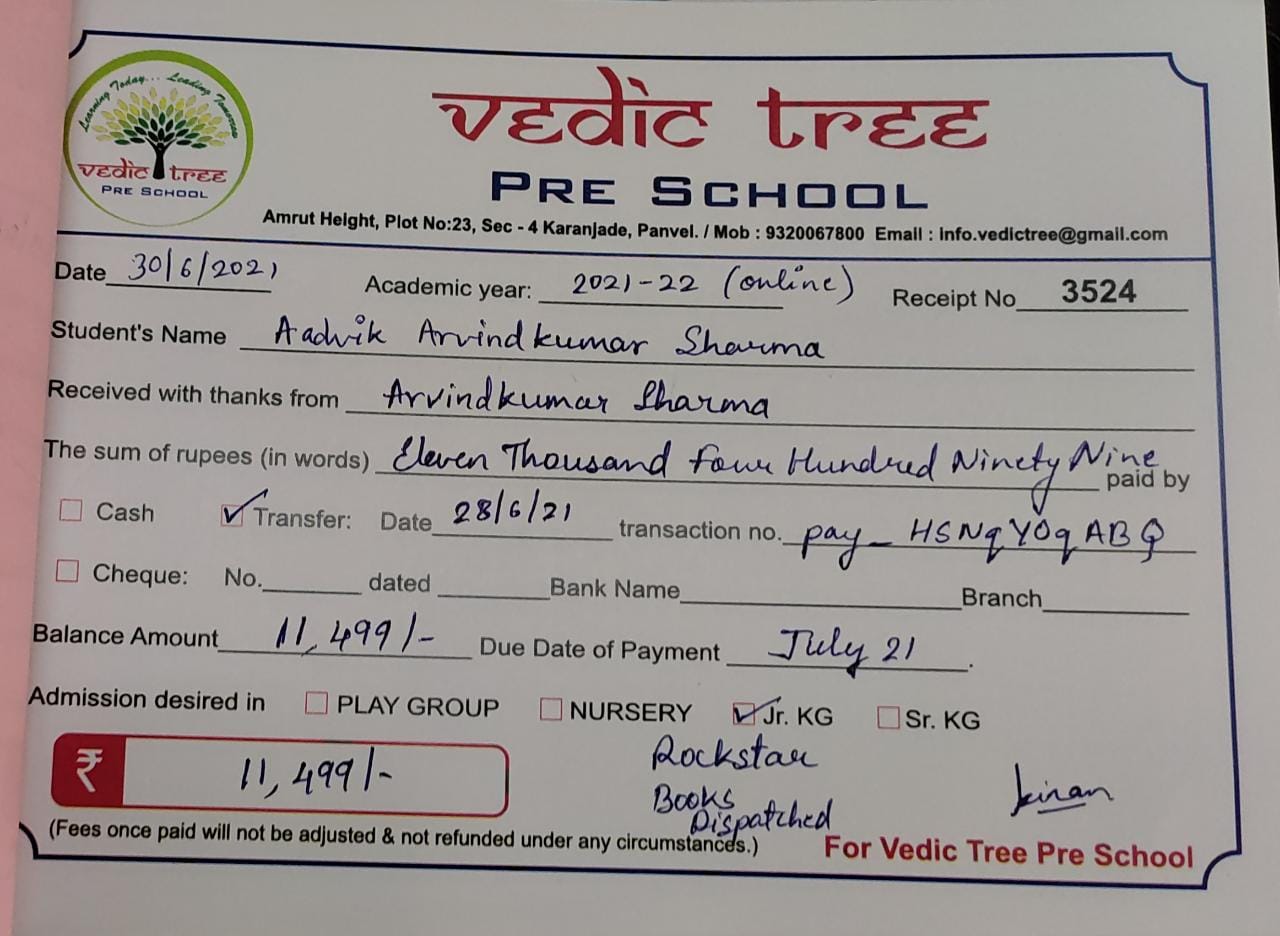 Learning Today... Leading Tomorrow
vedic tree
PRE SCHOOL
vedic tree
PRE SCHOOL
Amrut Height, Plot No:23, Sec - 4 Karanjade, Panvel. / Mob : 9320067800 Email : Info.vedictree@gmail.com
Date 30/6/2021 Academic year: 2021-22 (online) Receipt No 3524
Student's Name Aadvik Arvindkumar Sharma
Received with thanks from Arvindkumar Sharma
The sum of rupees (in words) Eleven Thousand Four Hundred Ninety Nine paid by
Cash Transfer: Date 28/6/21 transaction no. pay_HSNqYOqABQ
Cheque: No. dated Bank Name Branch
Balance Amount 11,499/- Due Date of Payment July 21.
Admission desired in PLAY GROUP NURSERY Jr. KG Sr. KG
₹ 11,499/-
Rockstar
Books
Dispatched
kiran
(Fees once paid will not be adjusted & not refunded under any circumstances.)
For Vedic Tree Pre School